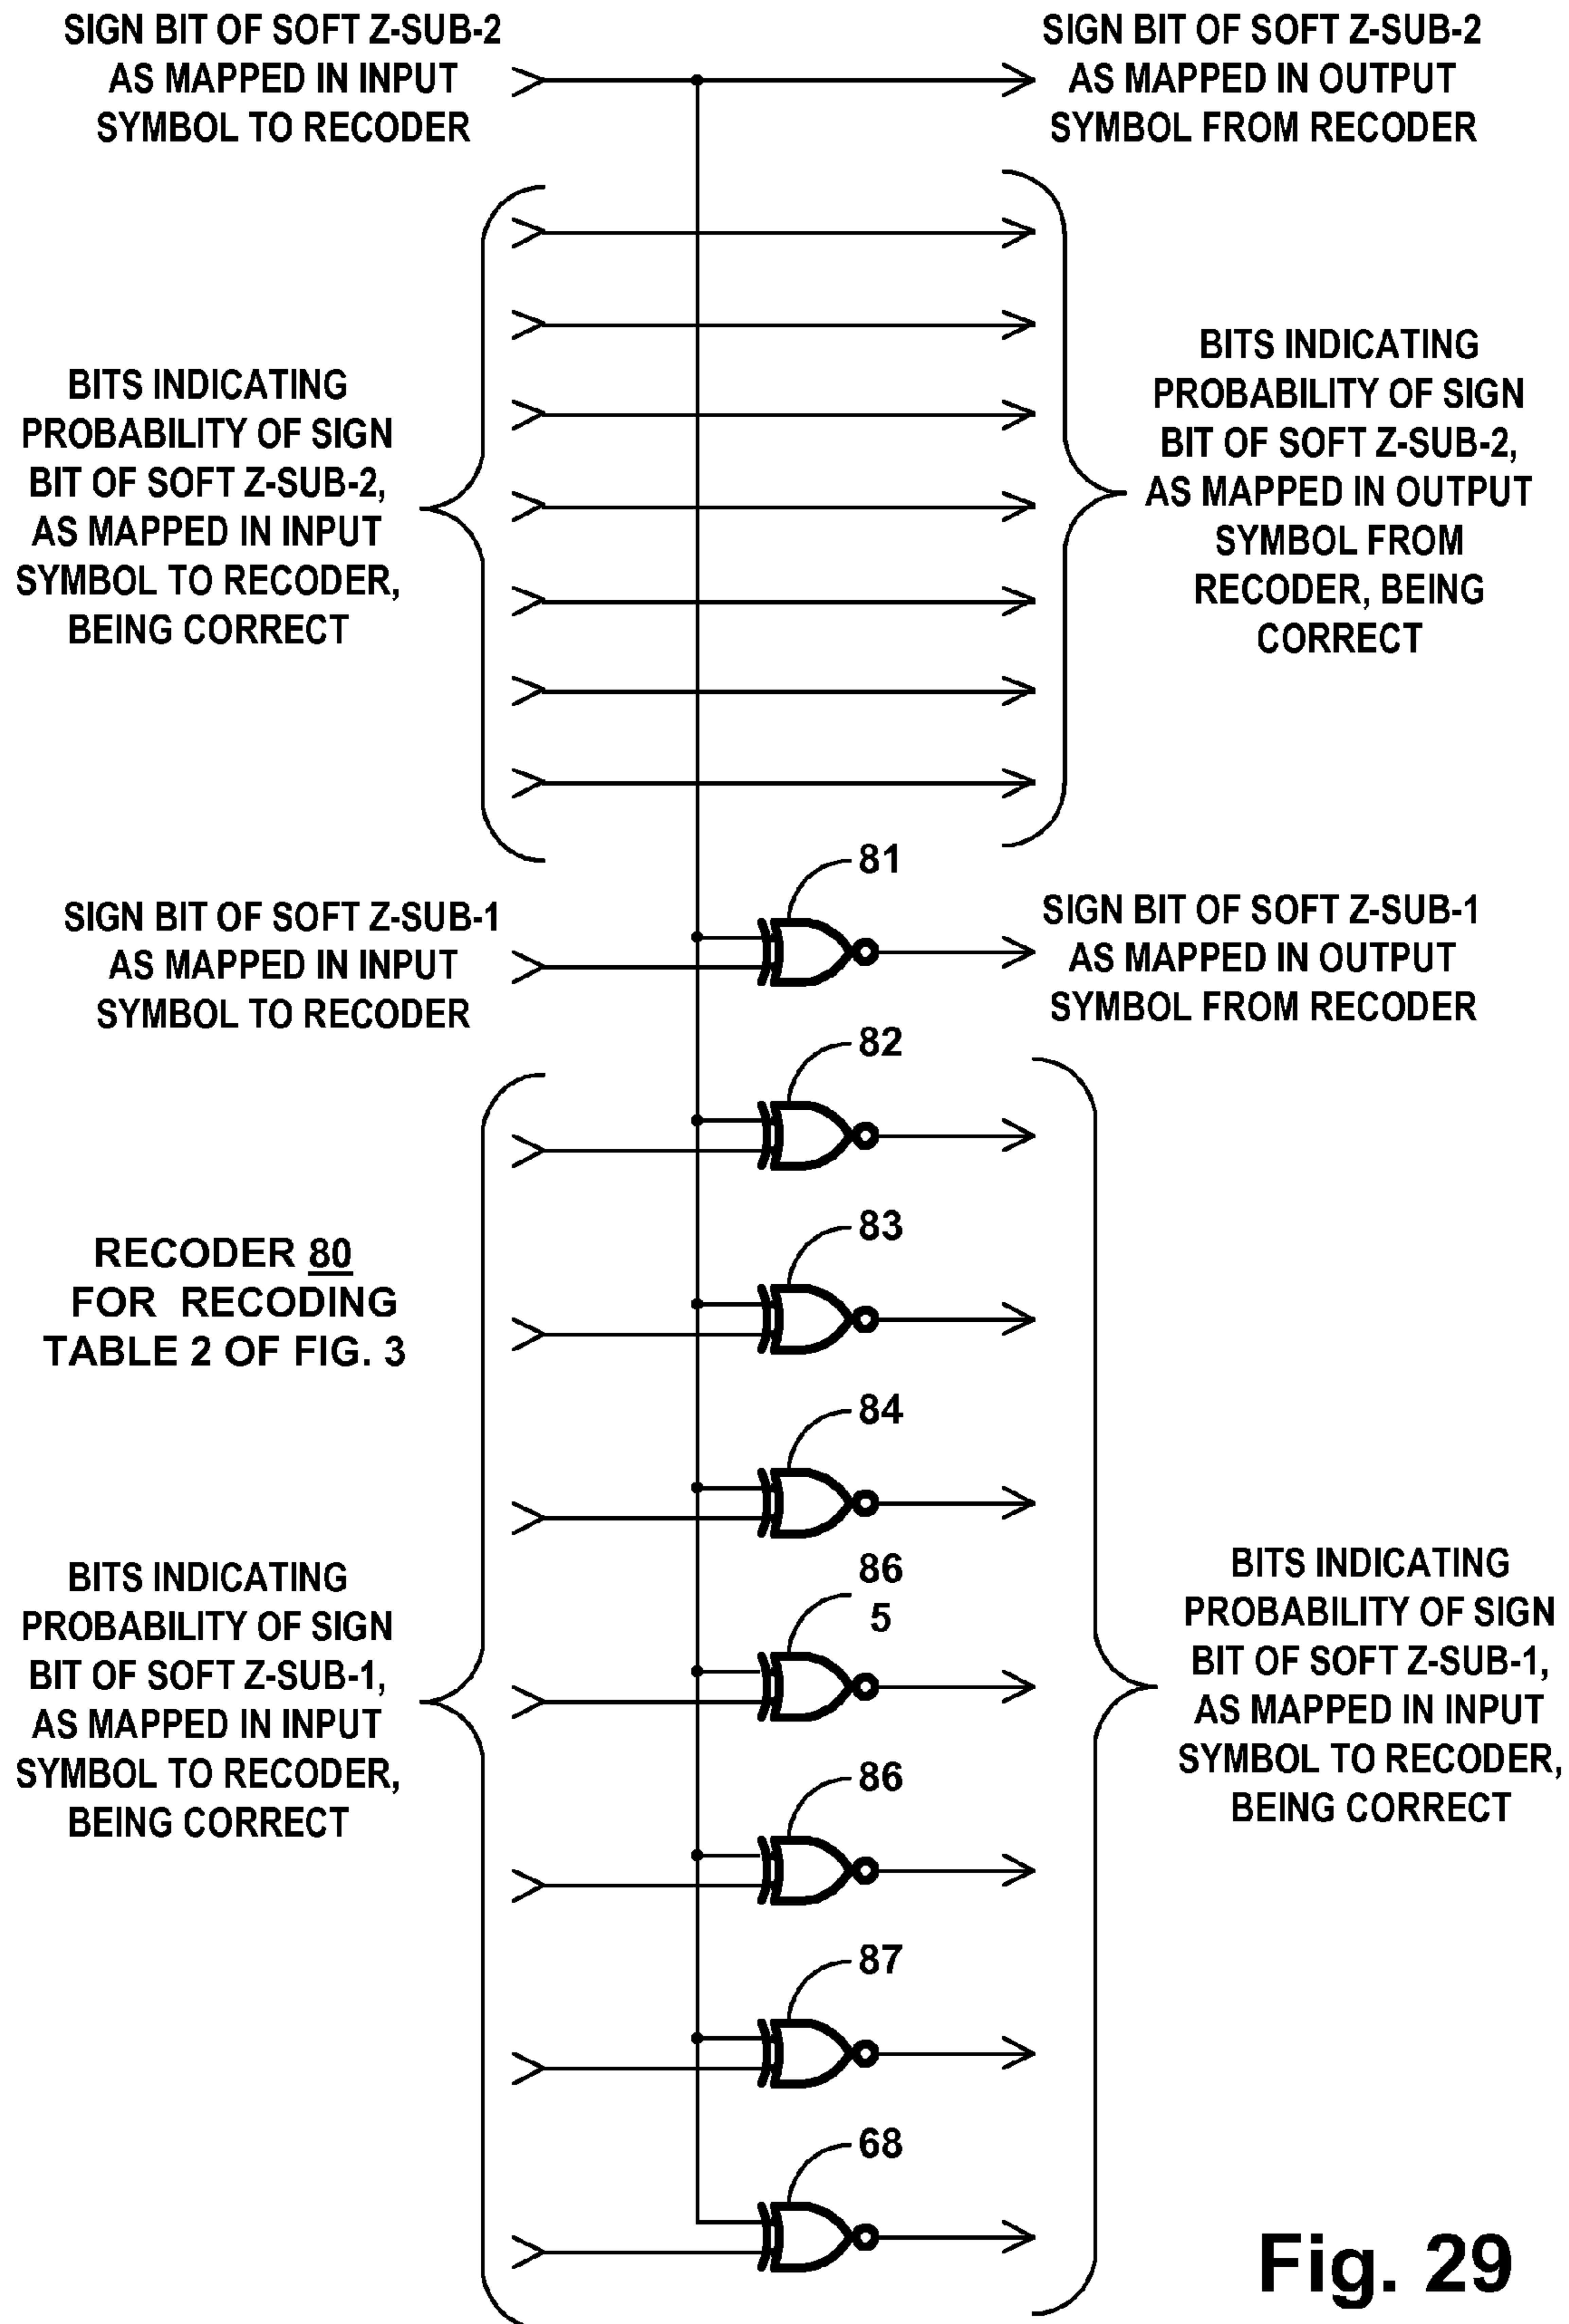 SIGN BIT OF SOFT Z-SUB-2
AS MAPPED IN INPUT
SYMBOL TO RECODER
SIGN BIT OF SOFT Z-SUB-2
AS MAPPED IN OUTPUT
SYMBOL FROM RECODER
BITS INDICATING
PROBABILITY OF SIGN
BIT OF SOFT Z-SUB-2,
AS MAPPED IN INPUT
SYMBOL TO RECODER,
BEING CORRECT
BITS INDICATING
PROBABILITY OF SIGN
BIT OF SOFT Z-SUB-2,
AS MAPPED IN OUTPUT
SYMBOL FROM
RECODER, BEING
CORRECT
81
SIGN BIT OF SOFT Z-SUB-1
AS MAPPED IN INPUT
SYMBOL TO RECODER
SIGN BIT OF SOFT Z-SUB-1
AS MAPPED IN OUTPUT
SYMBOL FROM RECODER
82
83
RECODER 80
FOR RECODING
TABLE 2 OF FIG. 3
84
86
5
BITS INDICATING
PROBABILITY OF SIGN
BIT OF SOFT Z-SUB-1,
AS MAPPED IN INPUT
SYMBOL TO RECODER,
BEING CORRECT
BITS INDICATING
PROBABILITY OF SIGN
BIT OF SOFT Z-SUB-1,
AS MAPPED IN INPUT
SYMBOL TO RECODER,
BEING CORRECT
86
87
68
Fig. 29